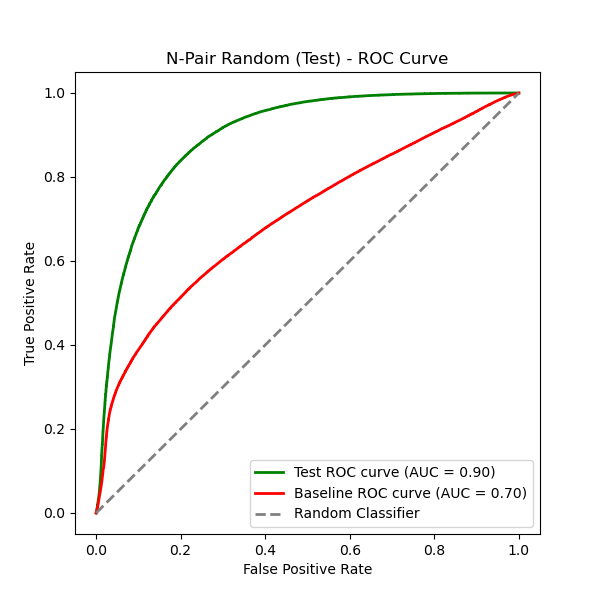 N-Pair Random (Test) - ROC Curve
True Positive Rate
1.0
0.8
0.6
0.4
0.2
0.0
Test ROC curve (AUC = 0.90)
Baseline ROC curve (AUC = 0.70)
Random Classifier
0.0 0.2 0.4 0.6 0.8 1.0
False Positive Rate